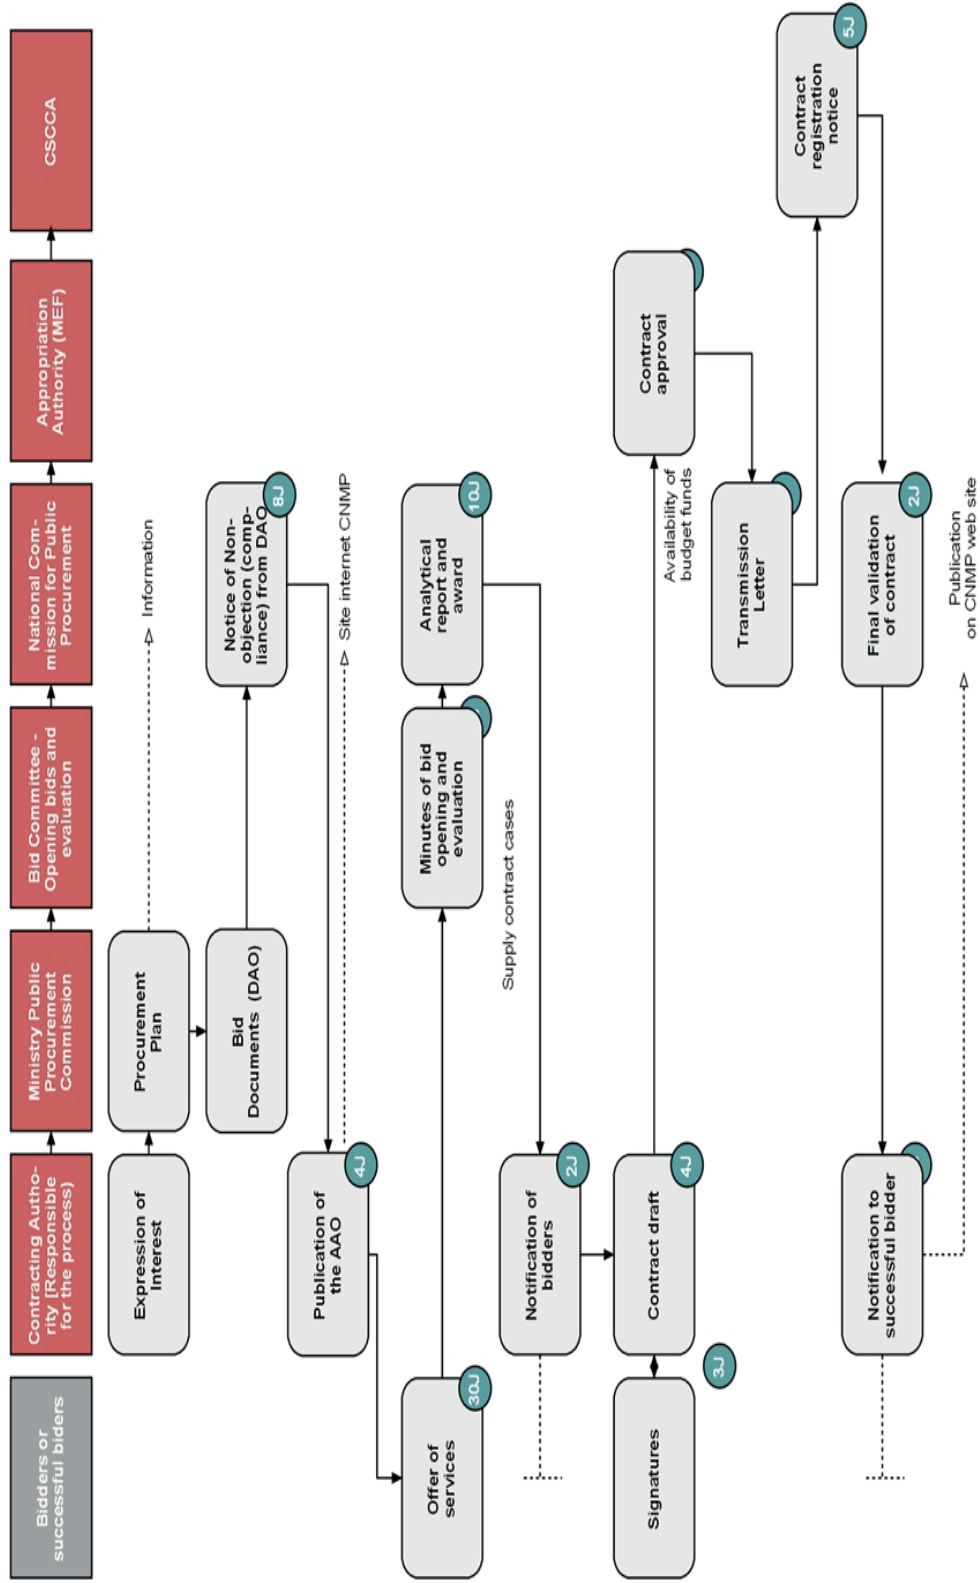 Bidders or
successful biders
Contracting Autho-
rity [Responsible
for the process)
Ministry Public
Procurement
Commission
Bid Committee -
Opening bids and
evaluation
National Com-
mission for Public
Procurement
Appropriation
Authority (MEF)
CSCCA
Expression of
Interest
Procurement
Plan
Information
Bid
Documents (DAO)
Notice of Non-
objection (comp-
liance) from DAO
8J
Publication of
the AAO
4J
Site internet CNMP
Offer of
services
30J
Minutes of bid
opening and
evaluation
Analytical
report and
award
10J
Supply contract cases
Notification of
bidders
2J
Signatures
3J
Contract draft
4J
Availability of
budget funds
Contract
approval
Transmission
Letter
Contract
registration
notice
5J
Final validation
of contract
2J
Notification to
successful bidder
Publication
on CNMP web site